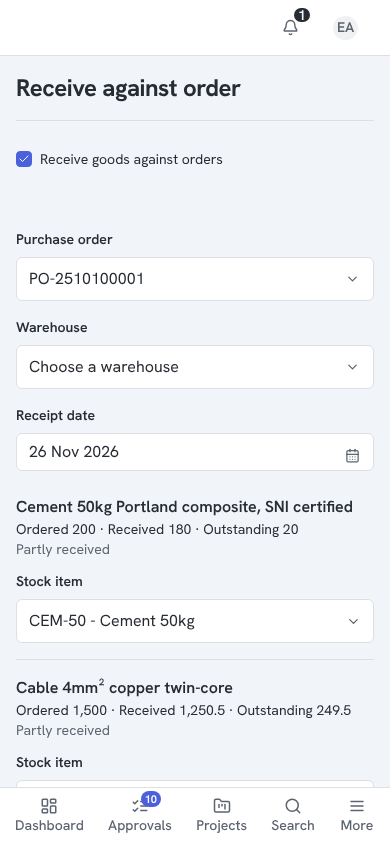 1
EA
Receive against order
Receive goods against orders
Purchase order
PO-2510100001
Warehouse
Choose a warehouse
Receipt date
26 Nov 2026
Cement 50kg Portland composite, SNI certified
Ordered 200 · Received 180 · Outstanding 20
Partly received
Stock item
CEM-50 - Cement 50kg
Cable 4mm² copper twin-core
Ordered 1,500 · Received 1,250.5 · Outstanding 249.5
Partly received
Stock item
10
Dashboard Approvals Projects Search More